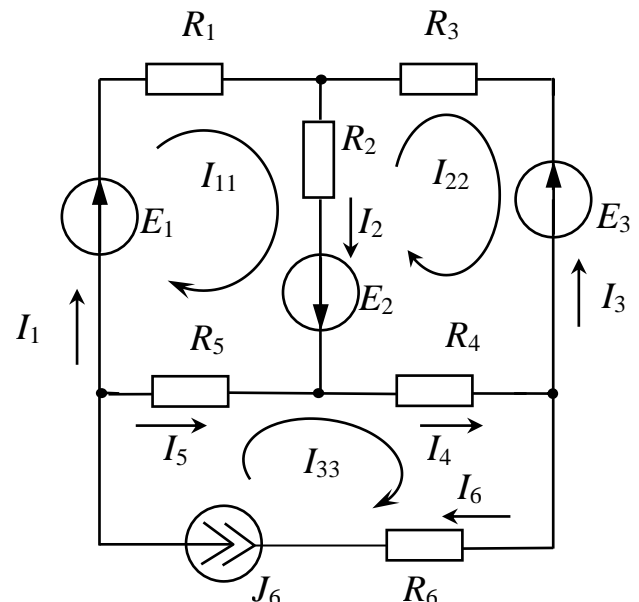 R₁ R₃
R₂
I₁₁ I₂₂
E₁ I₂ E₃
E₂
I₁ R₅ R₄ I₃
I₅ I₃₃ I₄
I₆
J₆ R₆